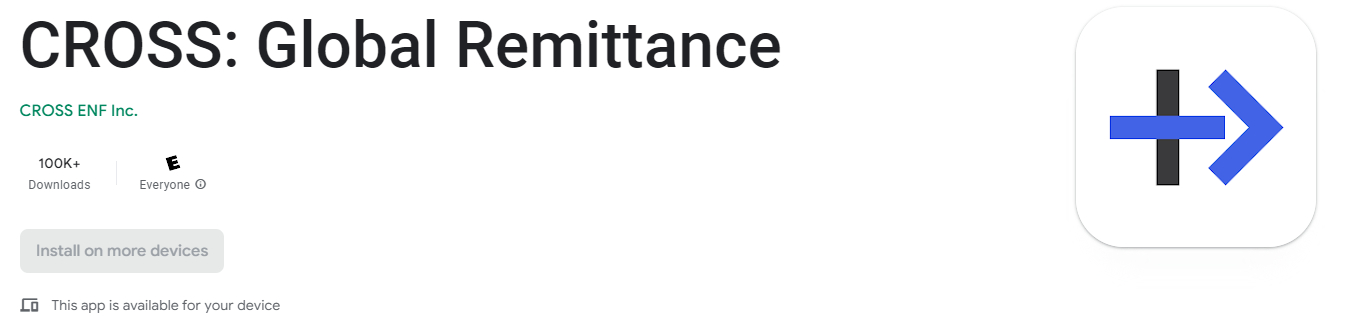 CROSS: Global Remittance
CROSS ENF Inc.
100K+
Downloads
E
Everyone
Install on more devices
This app is available for your device